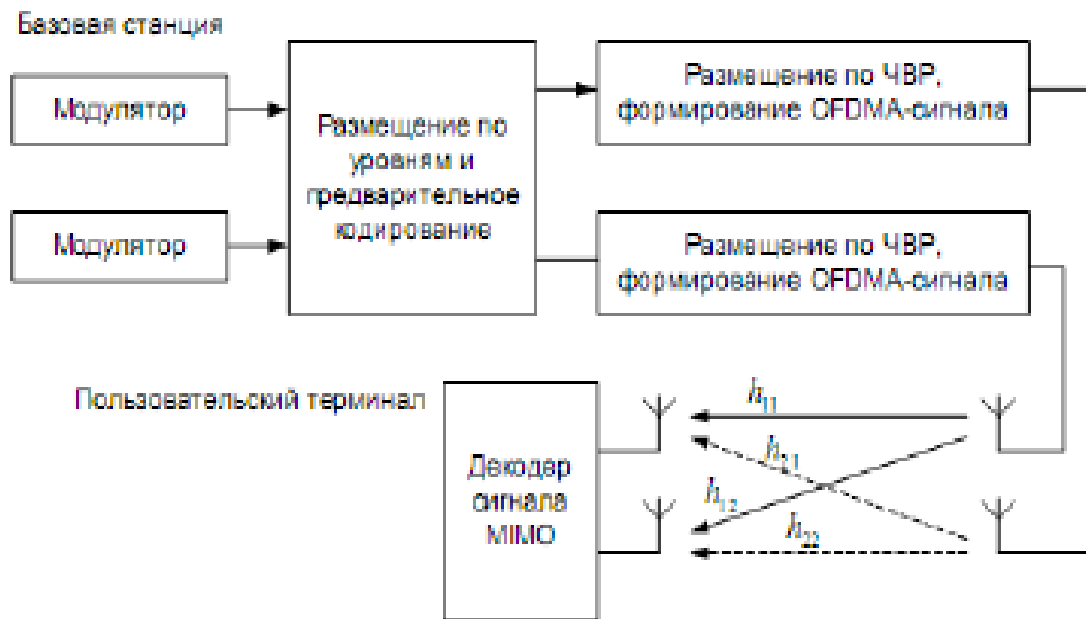 Базовая станция
Модулятор
Модулятор
Размещение по
уровням и
предварительное
кодирование
Размещение по ЧВР,
формирование OFDMA-сигнала
Размещение по ЧВР,
формирование OFDMA-сигнала
Пользовательский терминал
Декодер
сигнала
MIMO
h11
h21
h12
h22